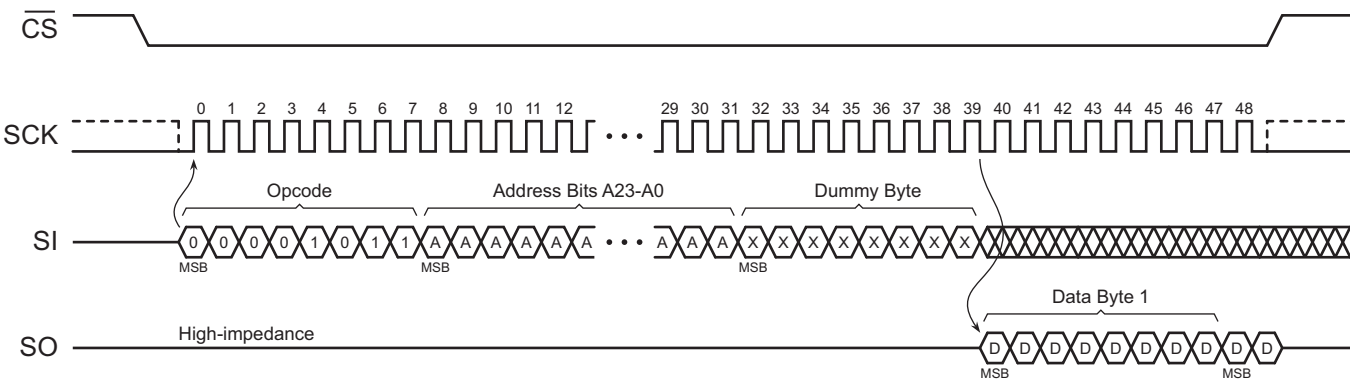 CS
0 1 2 3 4 5 6 7 8 9 10 11 12 29 30 31 32 33 34 35 36 37 38 39 40 41 42 43 44 45 46 47 48
SCK
Opcode Address Bits A23-A0 Dummy Byte
SI 0 0 0 0 1 0 1 1 A A A A A A A A A X X X X X X X X
MSB MSB MSB
Data Byte 1
High-impedance
SO D D D D D D D D D D
MSB MSB